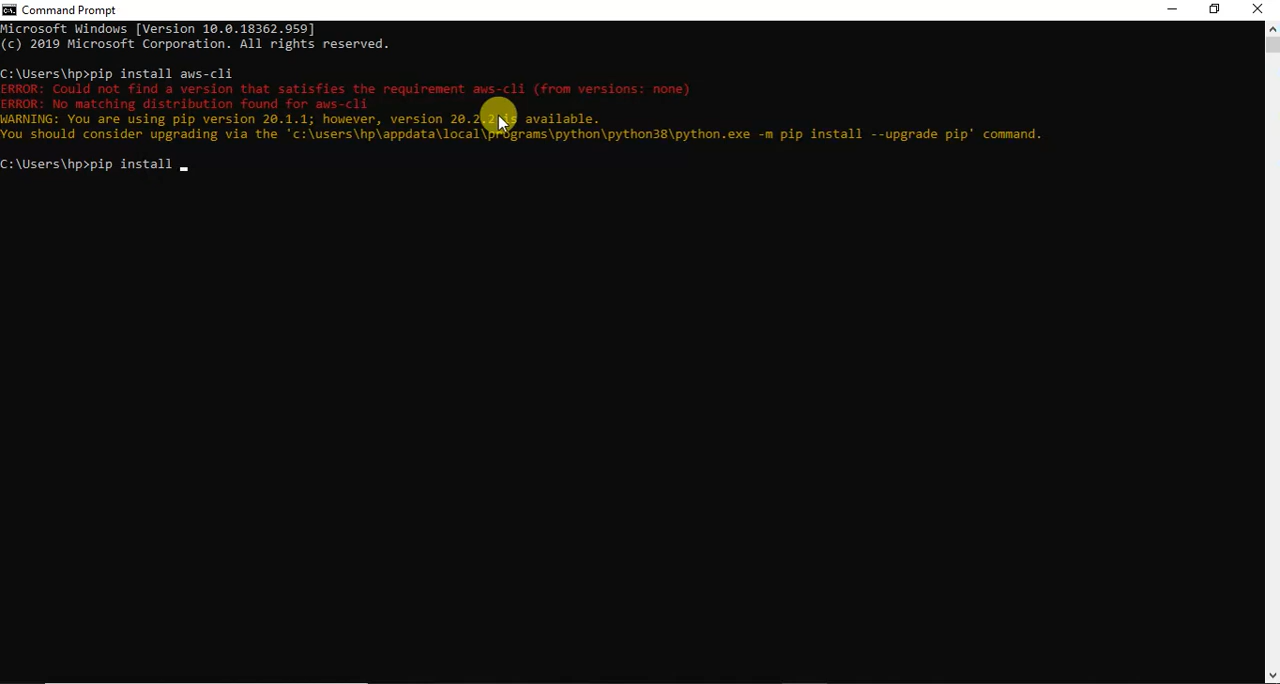 Command Prompt
Microsoft Windows [Version 10.0.18362.959]
(c) 2019 Microsoft Corporation. All rights reserved.
C:\Users\hp>pip install aws-cli
ERROR: Could not find a version that satisfies the requirement aws-cli (from versions: none)
ERROR: No matching distribution found for aws-cli
WARNING: You are using pip version 20.1.1; however, version 20.2.2 is available.
You should consider upgrading via the 'c:\users\hp\appdata\local\programs\python\python38\python.exe -m pip install --upgrade pip' command.
C:\Users\hp>pip install _